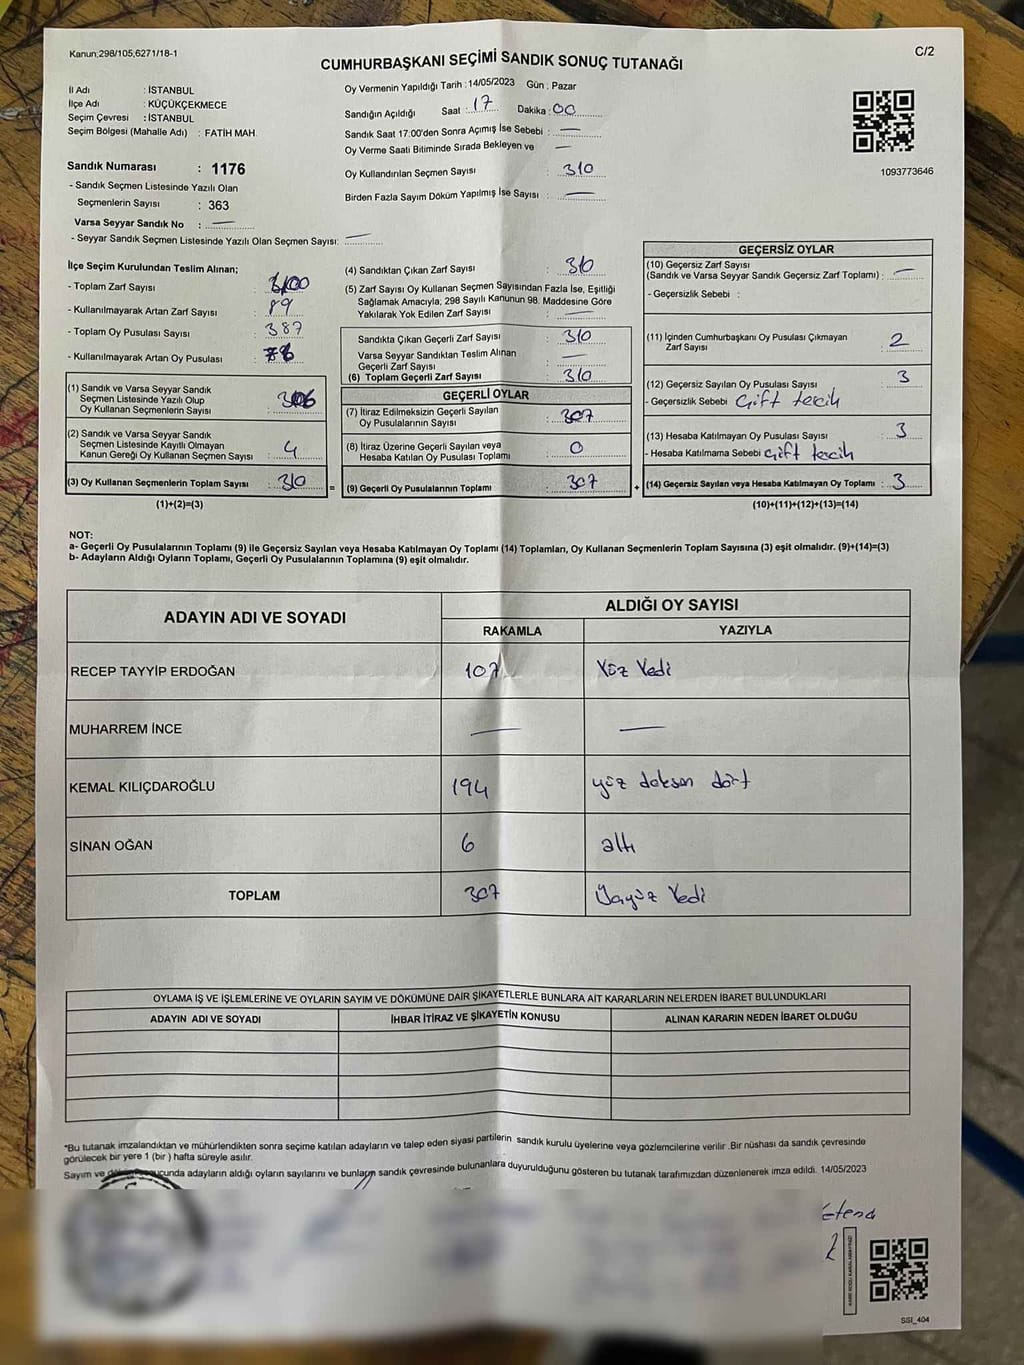 Kanun;298/105,6271/18-1
C/2
CUMHURBAŞKANI SEÇİMİ SANDIK SONUÇ TUTANAĞI
İl Adı : İSTANBUL
İlçe Adı : KÜÇÜKÇEKMECE
Seçim Çevresi : İSTANBUL
Seçim Bölgesi (Mahalle Adı) : FATİH MAH.
Oy Vermenin Yapıldığı Tarih : 14/05/2023 Gün : Pazar
Sandığın Açıldığı Saat : 17 Dakika : 00
Sandık Saat 17.00'den Sonra Açımış İse Sebebi : —
Oy Verme Saati Bitiminde Sırada Bekleyen ve —
Oy Kullandırılan Seçmen Sayısı : 310
Birden Fazla Sayım Döküm Yapılmış İse Sayısı : —
1093773646
Sandık Numarası : 1176
- Sandık Seçmen Listesinde Yazılı Olan
Seçmenlerin Sayısı : 363
Varsa Seyyar Sandık No : —
- Seyyar Sandık Seçmen Listesinde Yazılı Olan Seçmen Sayısı: —
İlçe Seçim Kurulundan Teslim Alınan;
- Toplam Zarf Sayısı :
- Kullanılmayarak Artan Zarf Sayısı : 89
- Toplam Oy Pusulası Sayısı : 387
- Kullanılmayarak Artan Oy Pusulası :
(1) Sandık ve Varsa Seyyar Sandık
Seçmen Listesinde Yazılı Olup
Oy Kullanan Seçmenlerin Sayısı : 306
(2) Sandık ve Varsa Seyyar Sandık
Seçmen Listesinde Kayıtlı Olmayan
Kanun Gereği Oy Kullanan Seçmen Sayısı : 4
(3) Oy Kullanan Seçmenlerin Toplam Sayısı : 310 =
(1)+(2)=(3)
(4) Sandıktan Çıkan Zarf Sayısı : 310
(5) Zarf Sayısı Oy Kullanan Seçmen Sayısından Fazla İse, Eşitliği
Sağlamak Amacıyla; 298 Sayılı Kanunun 98. Maddesine Göre
Yakılarak Yok Edilen Zarf Sayısı : —
Sandıkta Çıkan Geçerli Zarf Sayısı : 310
Varsa Seyyar Sandıktan Teslim Alınan
Geçerli Zarf Sayısı : —
(6) Toplam Geçerli Zarf Sayısı : 310
GEÇERLİ OYLAR
(7) İtiraz Edilmeksizin Geçerli Sayılan
Oy Pusulalarının Sayısı : 307
(8) İtiraz Üzerine Geçerli Sayılan veya
Hesaba Katılan Oy Pusulası Toplamı : 0
(9) Geçerli Oy Pusulalarının Toplamı : 307 +
GEÇERSİZ OYLAR
(10) Geçersiz Zarf Sayısı
(Sandık ve Varsa Seyyar Sandık Geçersiz Zarf Toplamı) : —
- Geçersizlik Sebebi :
(11) İçinden Cumhurbaşkanı Oy Pusulası Çıkmayan
Zarf Sayısı : 2
(12) Geçersiz Sayılan Oy Pusulası Sayısı : 3
- Geçersizlik Sebebi Çift tercih
(13) Hesaba Katılmayan Oy Pusulası Sayısı : 3
- Hesaba Katılmama Sebebi Çift tercih
(14) Geçersiz Sayılan veya Hesaba Katılmayan Oy Toplamı : 3
(10)+(11)+(12)+(13)=(14)
NOT:
a- Geçerli Oy Pusulalarının Toplamı (9) ile Geçersiz Sayılan veya Hesaba Katılmayan Oy Toplamı (14) Toplamları, Oy Kullanan Seçmenlerin Toplam Sayısına (3) eşit olmalıdır. (9)+(14)=(3)
b- Adayların Aldığı Oyların Toplamı, Geçerli Oy Pusulalarının Toplamına (9) eşit olmalıdır.
ADAYIN ADI VE SOYADI
ALDIĞI OY SAYISI
RAKAMLA YAZIYLA
RECEP TAYYİP ERDOĞAN 107 Yüz Yedi
MUHARREM İNCE — —
KEMAL KILIÇDAROĞLU 194 yüz doksan dört
SİNAN OĞAN 6 altı
TOPLAM 307 Üçyüz Yedi
OYLAMA İŞ VE İŞLEMLERİNE VE OYLARIN SAYIM VE DÖKÜMÜNE DAİR ŞİKAYETLERLE BUNLARA AİT KARARLARIN NELERDEN İBARET BULUNDUKLARI
ADAYIN ADI VE SOYADI İHBAR İTİRAZ VE ŞİKAYETİN KONUSU ALINAN KARARIN NEDEN İBARET OLDUĞU
*Bu tutanak imzalandıktan ve mühürlendikten sonra seçime katılan adayların ve talep eden siyasi partilerin sandık kurulu üyelerine veya gözlemcilerine verilir .Bir nüshası da sandık çevresinde
görülecek bir yere 1 (bir ) hafta süreyle asılır.
Sayım ve döküm sonucunda adayların aldığı oyların sayılarını ve bunların sandık çevresinde bulunanlara duyurulduğunu gösteren bu tutanak tarafımızdan düzenlenerek imza edildi. 14/05/2023
SSI_404